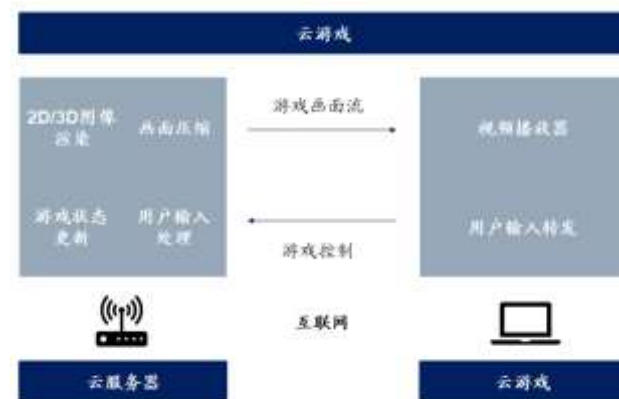 云游戏
2D/3D图像
渲染
画面压缩
游戏画面流
视频播放器
游戏状态
更新
用户输入
处理
游戏控制
用户输入转发
互联网
云服务器
云游戏